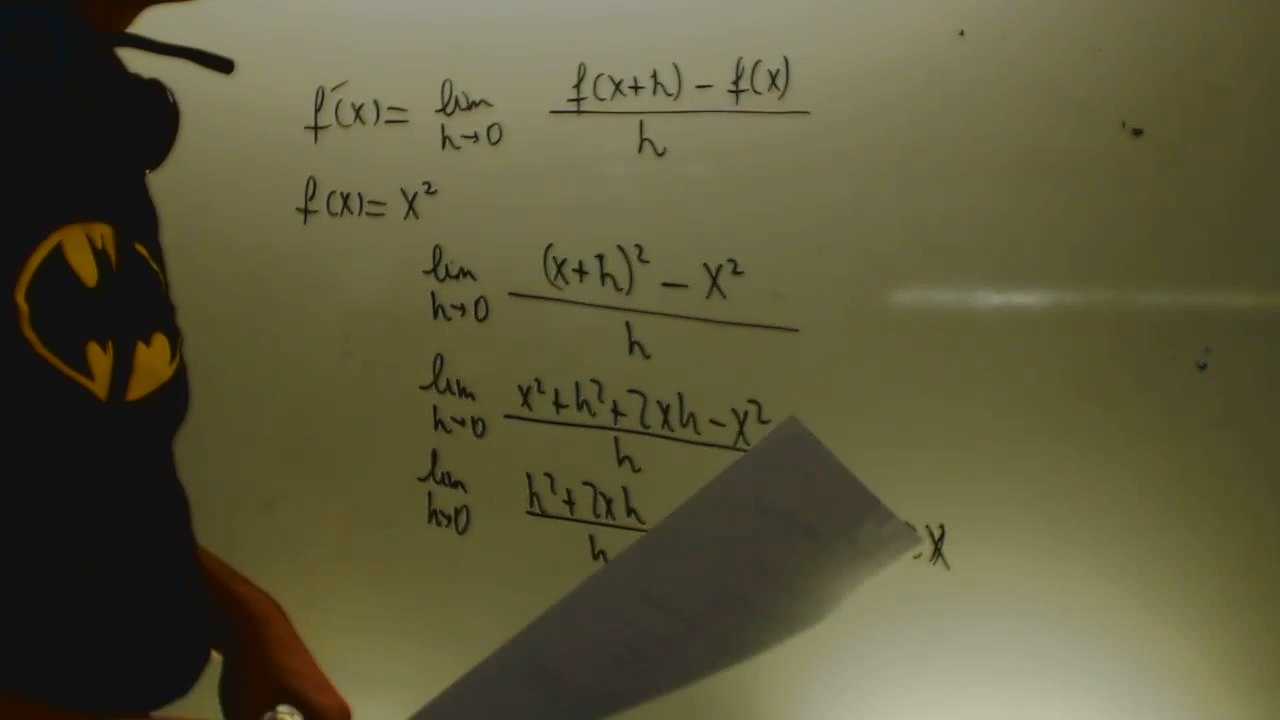 f'(x) = lim h→0 f(x+h) - f(x) / h
f(x) = x²
lim h→0 (x+h)² - x² / h
lim h→0 x² + h² + 2xh - x² / h
lim h→0 h² + 2xh / h
x